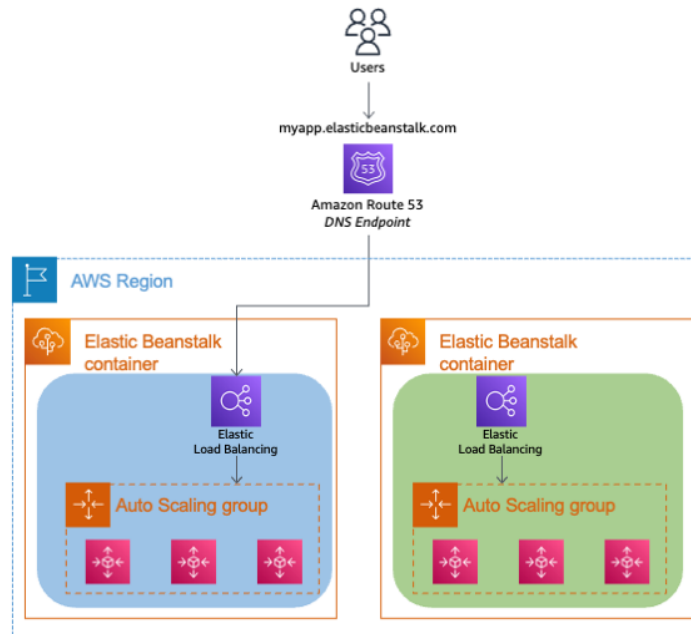 Users
myapp.elasticbeanstalk.com
53
Amazon Route 53
DNS Endpoint
AWS Region
Elastic Beanstalk
container
Elastic
Load Balancing
Auto Scaling group
Elastic Beanstalk
container
Elastic
Load Balancing
Auto Scaling group